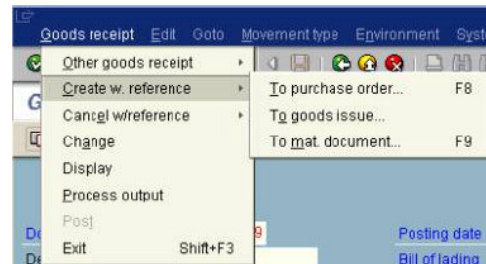 Goods receipt Edit Goto Movement type Environment Syst
Other goods receipt
Create w. reference
Cancel w/reference
Change
Display
Process output
Post
Exit Shift+F3
To purchase order... F8
To goods issue...
To mat. document... F9
G
9
Posting date
Bill of lading